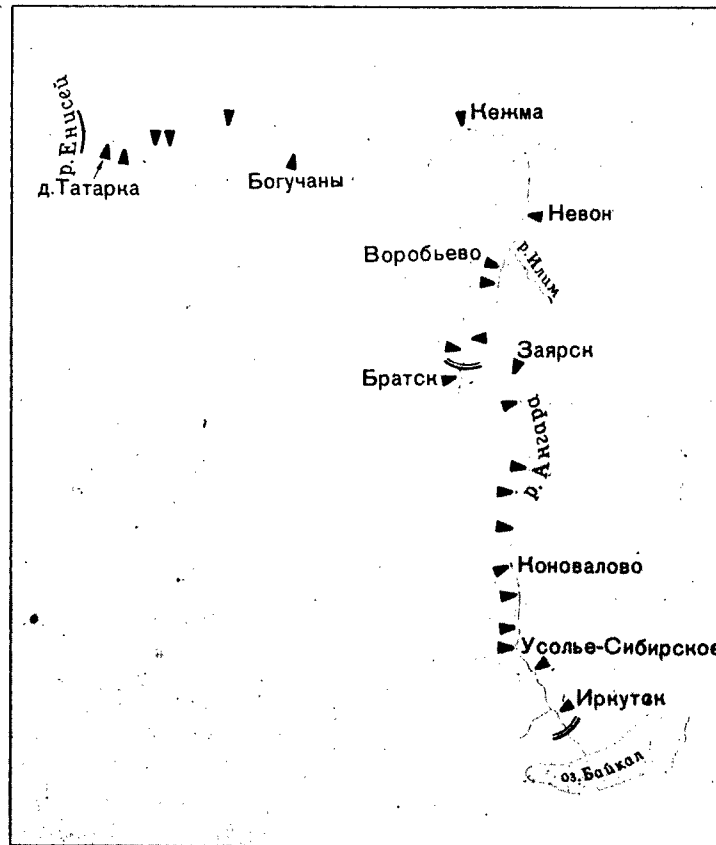 р. Енисей
Кежма
д. Татарка
Богучаны
Невон
Воробьево
р. Илим
Заярск
Братск
р. Ангара
Коновалово
Усолье-Сибирское
Иркутск
оз. Байкал